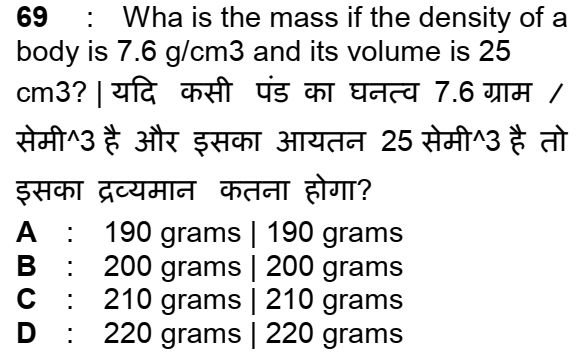 69 : Wha is the mass if the density of a
body is 7.6 g/cm3 and its volume is 25
cm3? | यदि कसी पंड का घनत्व 7.6 ग्राम /
सेमी^3 है और इसका आयतन 25 सेमी^3 है तो
इसका द्रव्यमान कतना होगा?
A : 190 grams | 190 grams
B : 200 grams | 200 grams
C : 210 grams | 210 grams
D : 220 grams | 220 grams